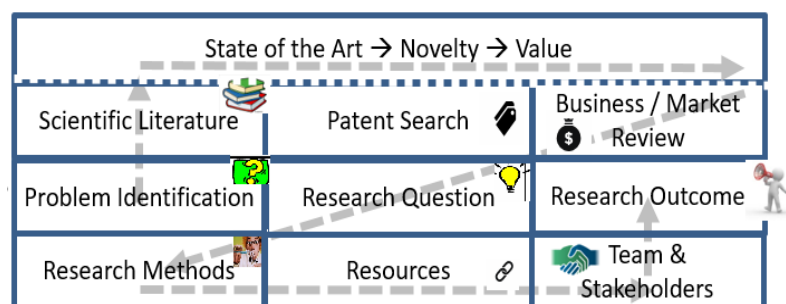 State of the Art → Novelty → Value
Scientific Literature
Patent Search
Business / Market
Review
Problem Identification
Research Question
Research Outcome
Research Methods
Resources
Team &
Stakeholders